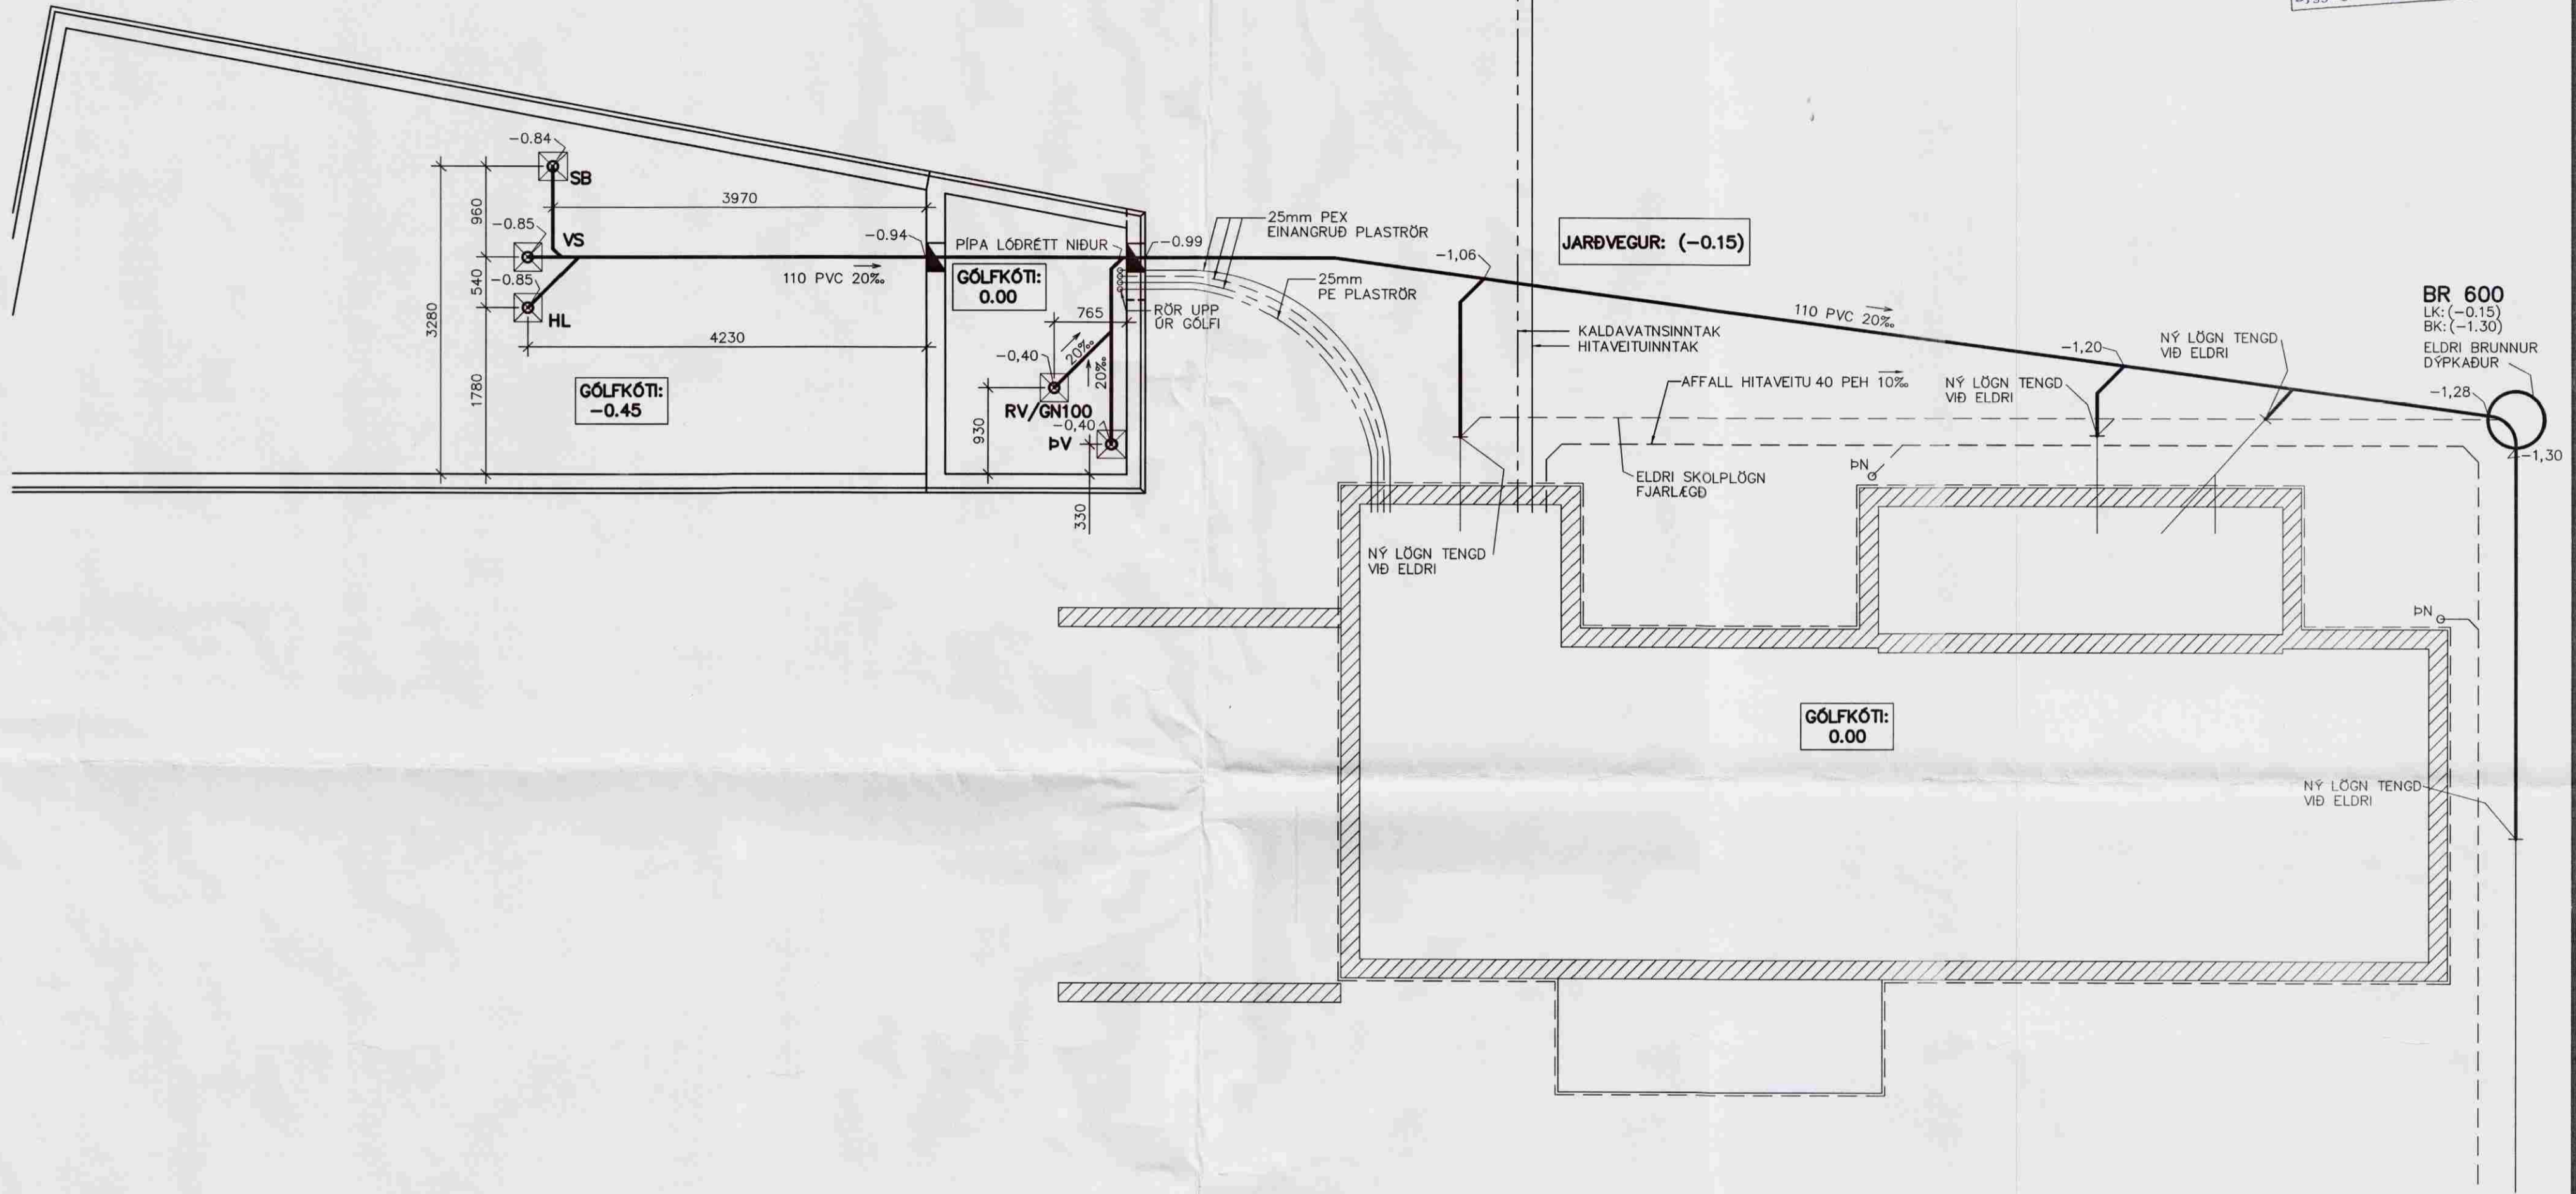 -0.84
SB
960
3970
-0.85
VS
-0.94
PÍPA LÓÐRÉTT NIÐUR
-0.99
25mm PEX
EINANGRUÐ PLASTRÖR
JARÐVEGUR: (-0.15)
-1,06
110 PVC 20‰
GÓLFKÓTI:
0.00
25mm
PE PLASTRÖR
3280
540
-0.85
HL
4230
765
RÖR UPP
ÚR GÓLFI
110 PVC 20‰
BR 600
LK: (-0.15)
BK: (-1.30)
ELDRI BRUNNUR
DÝPKAÐUR
KALDAVATNSINNTAK
HITAVEITUINNTAK
NÝ LÖGN TENGD
VIÐ ELDRI
-1,20
-0,40
20‰
20‰
1780
GÓLFKÓTI:
-0.45
AFFALL HITAVEITU 40 PEH 10‰
NÝ LÖGN TENGD
VIÐ ELDRI
-1,28
RV/GN100
930
-0,40
ÞV
-1,30
ÞN
ELDRI SKOLPLÖGN
FJARLÆGÐ
330
NÝ LÖGN TENGD
VIÐ ELDRI
ÞN
GÓLFKÓTI:
0.00
NÝ LÖGN TENGD
VIÐ ELDRI